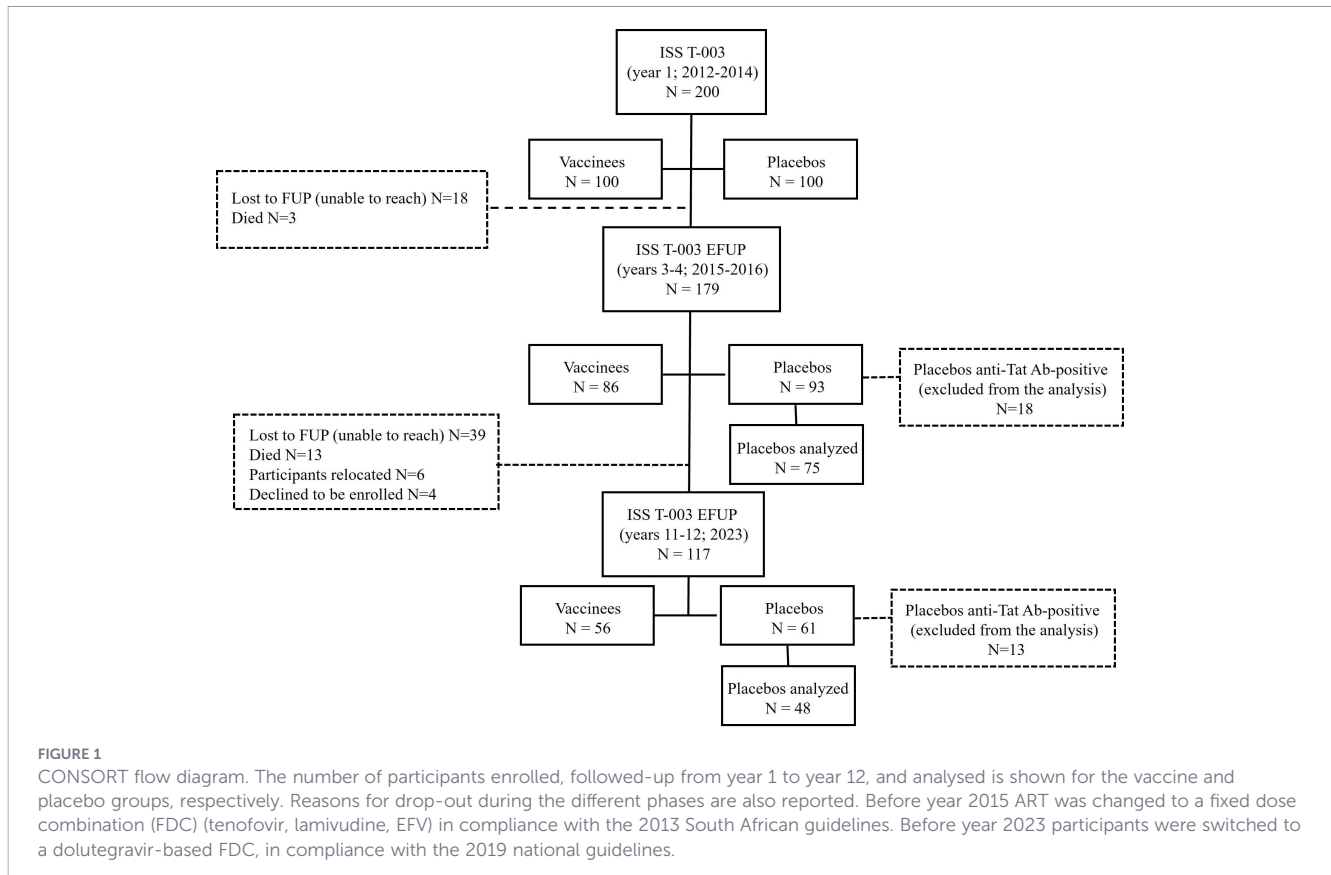 ISS T-003
(year 1; 2012-2014)
N = 200
Vaccinees
N = 100
Placebos
N = 100
Lost to FUP (unable to reach) N=18
Died N=3
ISS T-003 EFUP
(years 3-4; 2015-2016)
N = 179
Vaccinees
N = 86
Placebos
N = 93
Placebos anti-Tat Ab-positive
(excluded from the analysis)
N=18
Placebos analyzed
N = 75
Lost to FUP (unable to reach) N=39
Died N=13
Participants relocated N=6
Declined to be enrolled N=4
ISS T-003 EFUP
(years 11-12; 2023)
N = 117
Vaccinees
N = 56
Placebos
N = 61
Placebos anti-Tat Ab-positive
(excluded from the analysis)
N=13
Placebos analyzed
N = 48
FIGURE 1
CONSORT flow diagram. The number of participants enrolled, followed-up from year 1 to year 12, and analysed is shown for the vaccine and
placebo groups, respectively. Reasons for drop-out during the different phases are also reported. Before year 2015 ART was changed to a fixed dose
combination (FDC) (tenofovir, lamivudine, EFV) in compliance with the 2013 South African guidelines. Before year 2023 participants were switched to
a dolutegravir-based FDC, in compliance with the 2019 national guidelines.